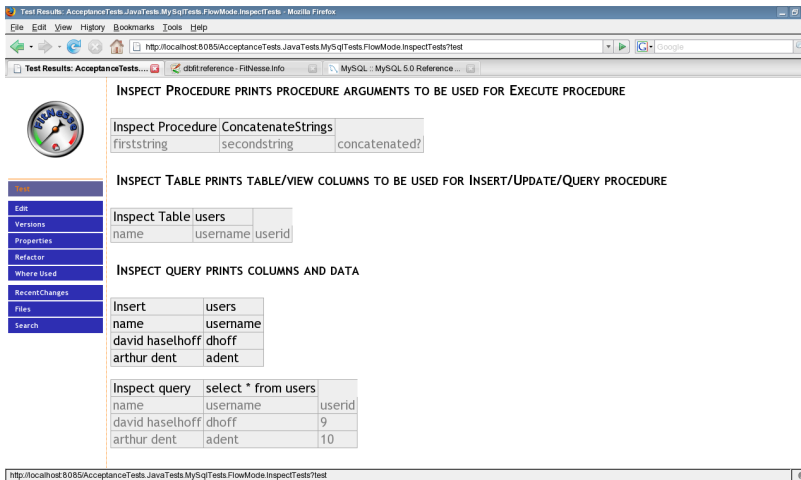 Test Results: AcceptanceTests.JavaTests.MySqlTests.FlowMode.InspectTests - Mozilla Firefox
File Edit View History Bookmarks Tools Help
http://localhost:8085/AcceptanceTests.JavaTests.MySqlTests.FlowMode.InspectTests?test
Google
Test Results: Acceptance Tests....
dbfit:reference - FitNesse.Info
MySQL :: MySQL 5.0 Reference ...
FitNesse
Test
Edit
Versions
Properties
Refactor
Where Used
RecentChanges
Files
Search
Inspect Procedure prints procedure arguments to be used for Execute procedure
Inspect Procedure ConcatenateStrings
firststring secondstring concatenated?
Inspect Table prints table/view columns to be used for Insert/Update/Query procedure
Inspect Table users
name username userid
Inspect query prints columns and data
Insert users
name username
david haselhoff dhoff
arthur dent adent
Inspect query select * from users
name username userid
david haselhoff dhoff 9
arthur dent adent 10
http://localhost:8085/AcceptanceTests.JavaTests.MySqlTests.FlowMode.InspectTests?test